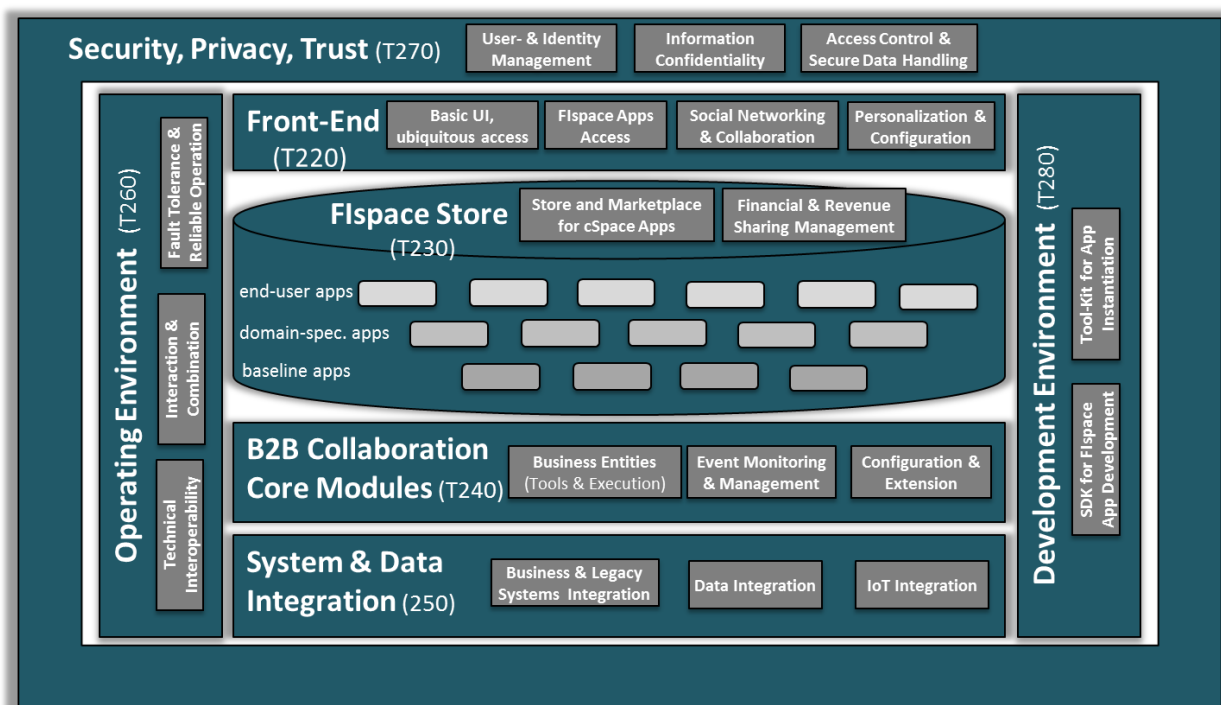 Security, Privacy, Trust (T270)
User- & Identity
Management
Information
Confidentiality
Access Control &
Secure Data Handling
Operating Environment (T260)
Fault Tolerance &
Reliable Operation
Interaction &
Combination
Technical
Interoperability
Front-End
(T220)
Basic UI,
ubiquitous access
FIspace Apps
Access
Social Networking
& Collaboration
Personalization &
Configuration
FIspace Store
(T230)
Store and Marketplace
for cSpace Apps
Financial & Revenue
Sharing Management
end-user apps
domain-spec. apps
baseline apps
B2B Collaboration
Core Modules (T240)
Business Entities
(Tools & Execution)
Event Monitoring
& Management
Configuration &
Extension
System & Data
Integration (250)
Business & Legacy
Systems Integration
Data Integration
IoT Integration
Development Environment (T280)
Tool-Kit for App
Instantiation
SDK for FIspace
App Development